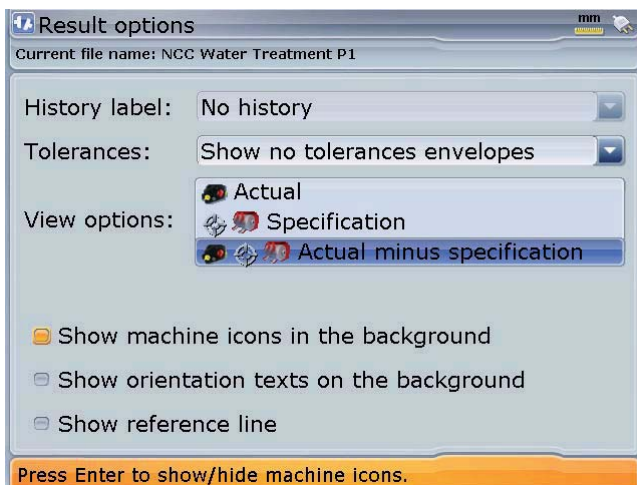 Result options
mm
Current file name: NCC Water Treatment P1
History label: No history
Tolerances: Show no tolerances envelopes
View options:
Actual
Specification
Actual minus specification
Show machine icons in the background
Show orientation texts on the background
Show reference line
Press Enter to show/hide machine icons.